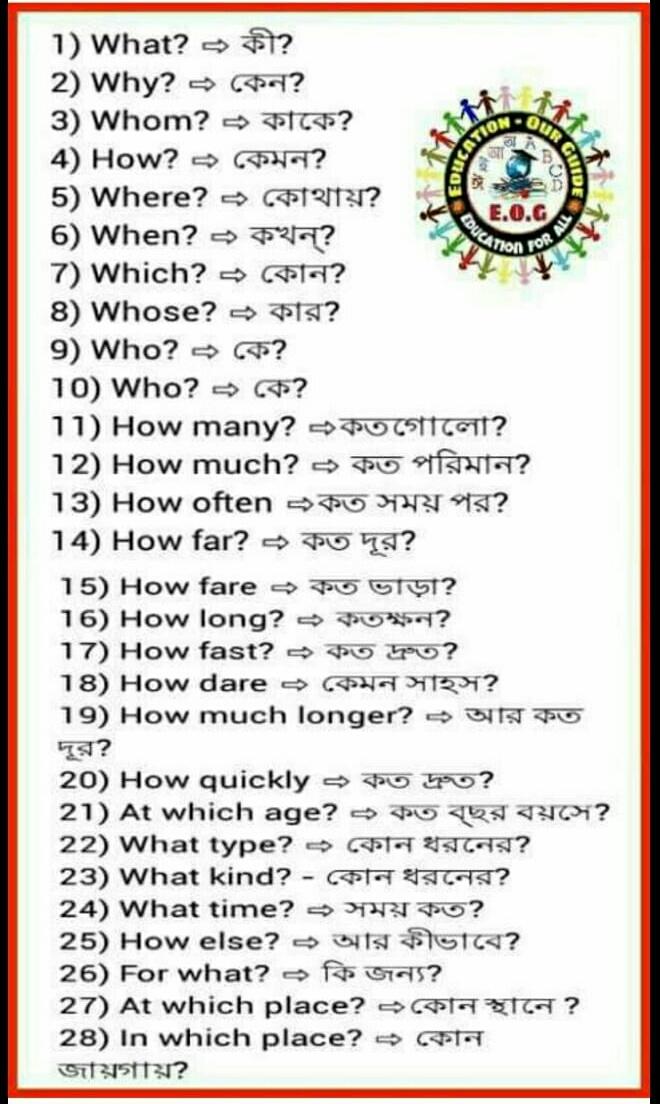 1) What? ⇨ কী?
2) Why? ⇨ কেন?
3) Whom? ⇨ কাকে?
4) How? ⇨ কেমন?
5) Where? ⇨ কোথায়?
6) When? ⇨ কখন্?
7) Which? ⇨ কোন?
8) Whose? ⇨ কার?
9) Who? ⇨ কে?
10) Who? ⇨ কে?
11) How many? ⇨কতগোলো?
12) How much? ⇨ কত পরিমান?
13) How often ⇨কত সময় পর?
14) How far? ⇨ কত দূর?
EDUCATION - OUR GUIDE
E.O.G
EDUCATION FOR ALL
15) How fare ⇨ কত ভাড়া?
16) How long? ⇨ কতক্ষন?
17) How fast? ⇨ কত দ্রুত?
18) How dare ⇨ কেমন সাহস?
19) How much longer? ⇨ আর কত
দূর?
20) How quickly ⇨ কত দ্রুত?
21) At which age? ⇨ কত ব্ছর বয়সে?
22) What type? ⇨ কোন ধরনের?
23) What kind? - কোন ধরনের?
24) What time? ⇨ সময় কত?
25) How else? ⇨ আর কীভাবে?
26) For what? ⇨ কি জন্য?
27) At which place? ⇨কোন স্থানে ?
28) In which place? ⇨ কোন
জায়গায়?